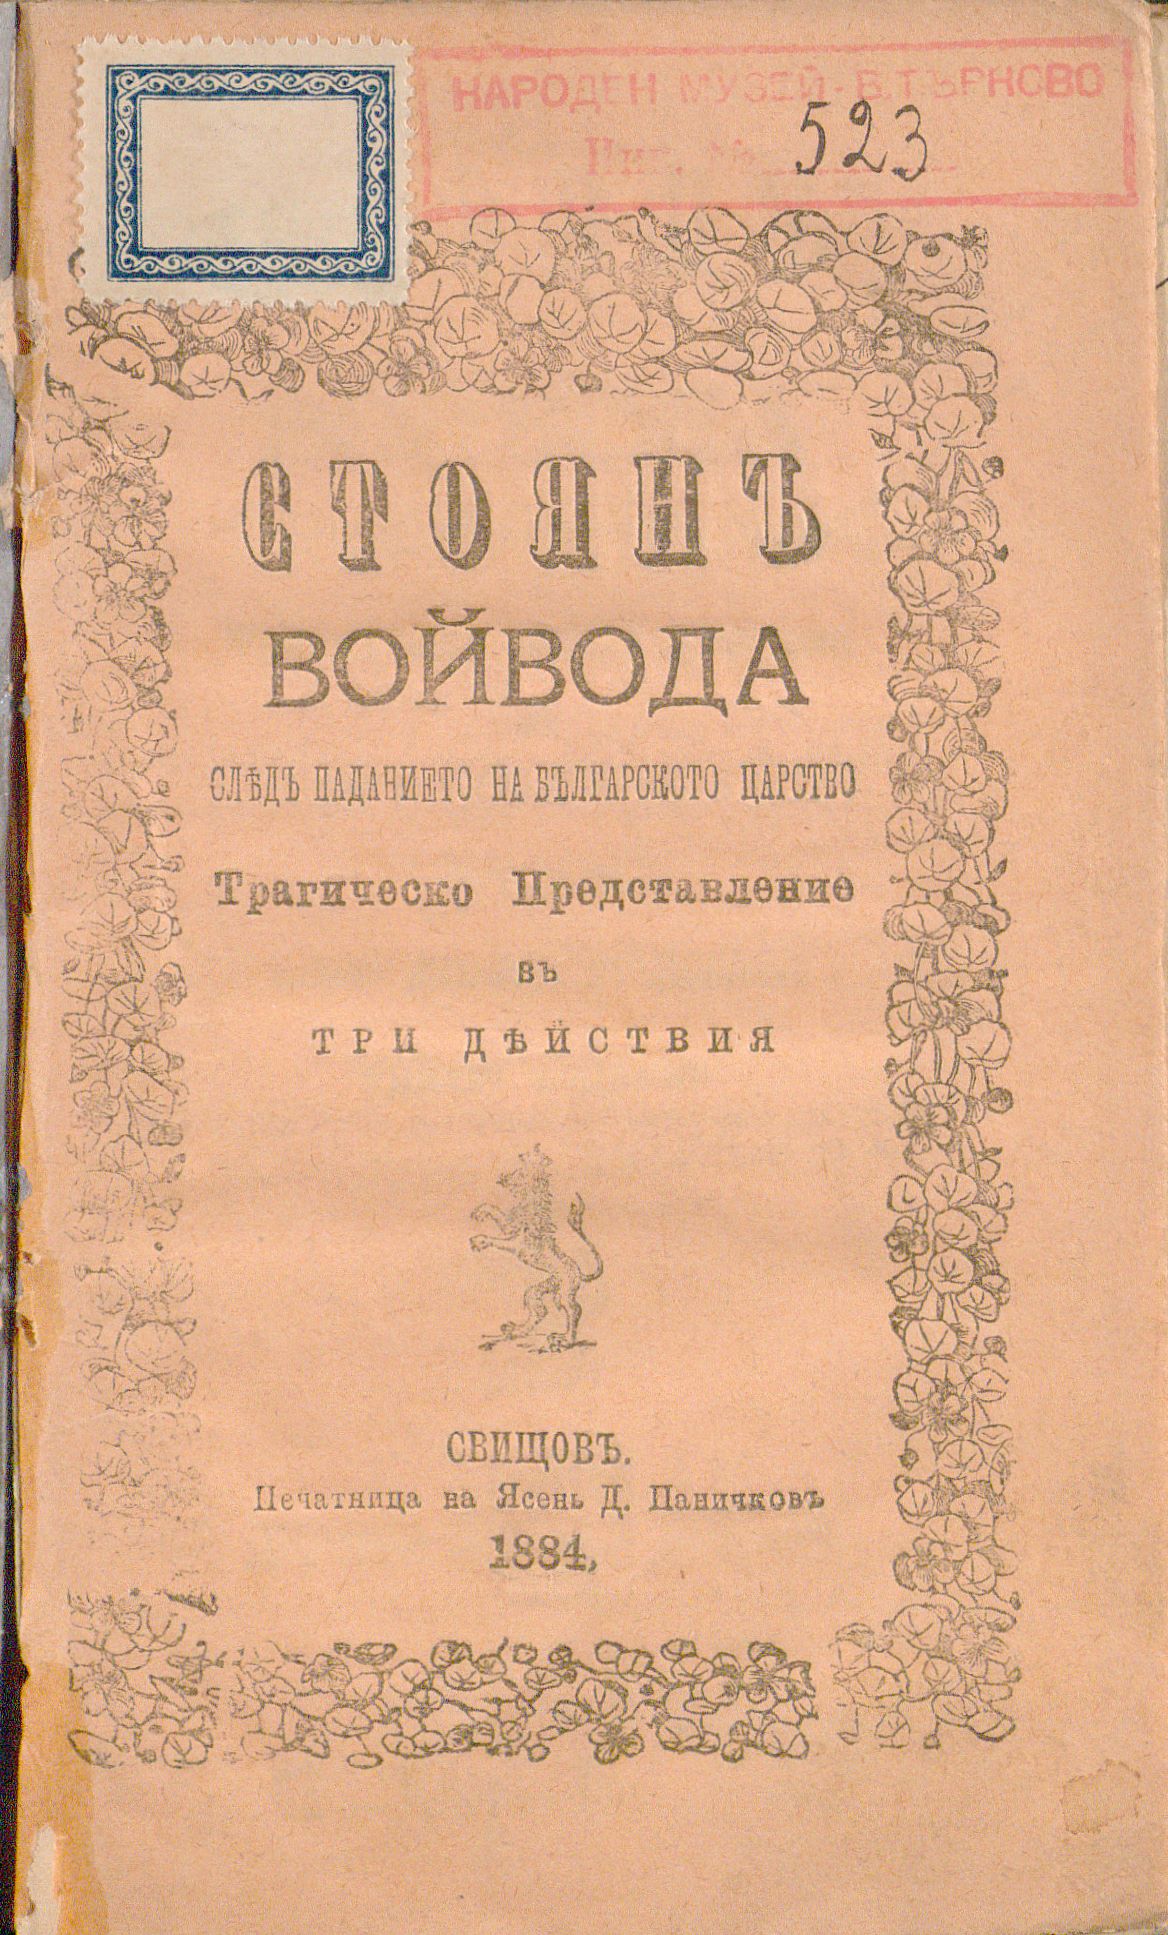 НАРОДЕН МУЗЕЙ - В. ТЪРНОВО
Инв. № 523
СТОЯНЪ
ВОЙВОДА
СЛѢДЪ ПАДАНИЕТО НА БЪЛГАРСКОТО ЦАРСТВО
Трагическо Представление
въ
ТРИ ДѢЙСТВИЯ
СВИЩОВЪ.
Печатница на Ясень Д. Паничковъ
1884,